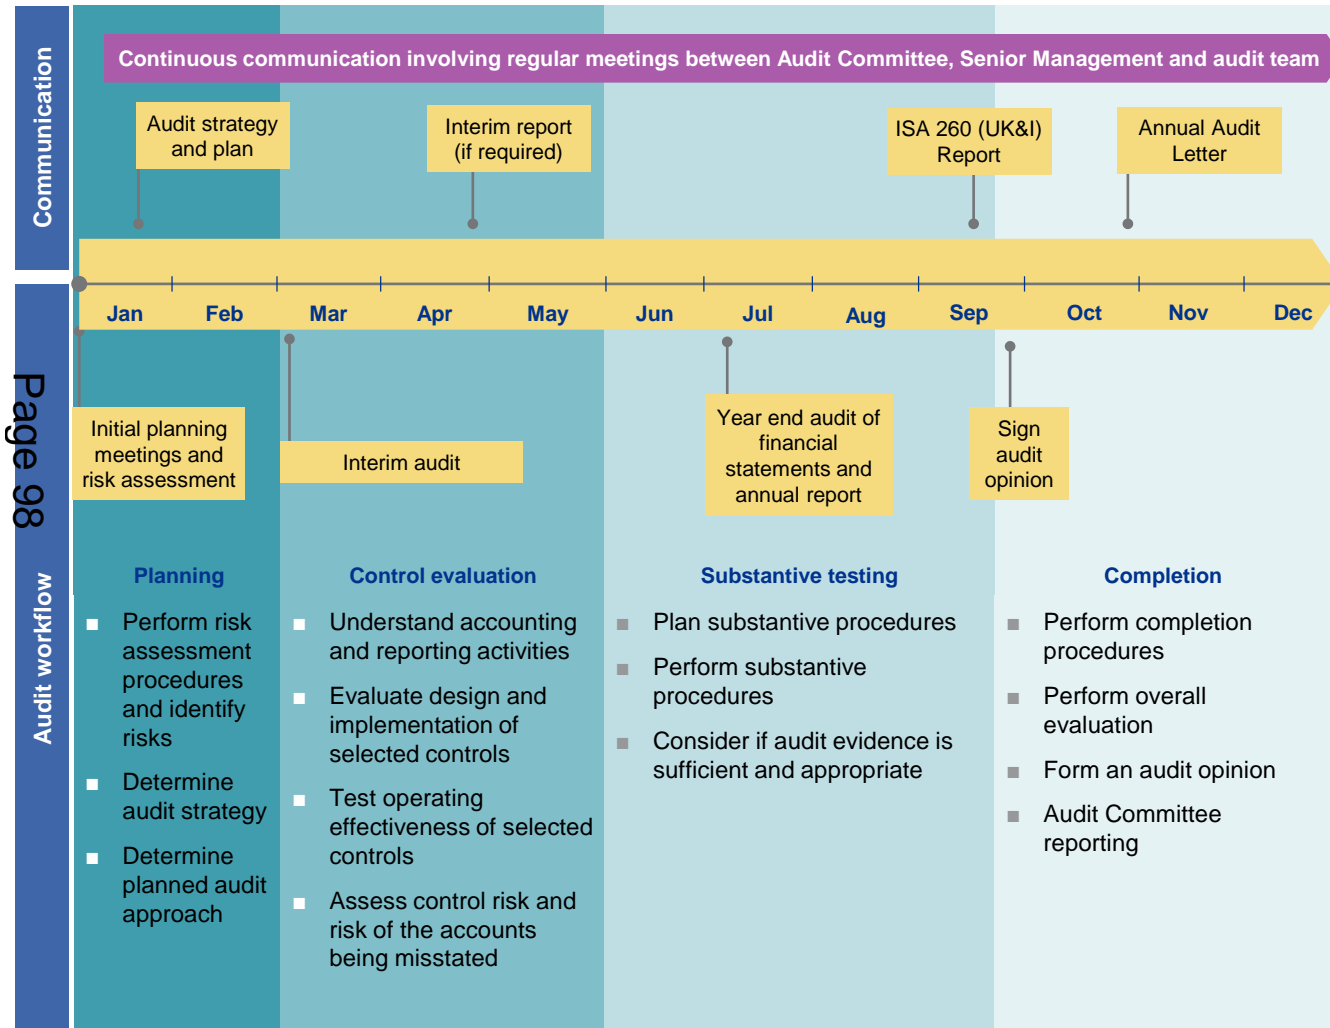 Communication
Continuous communication involving regular meetings between Audit Committee, Senior Management and audit team
Audit strategy
and plan
Interim report
(if required)
ISA 260 (UK&I)
Report
Annual Audit
Letter
Jan
Feb
Mar
Apr
May
Jun
Jul
Aug
Sep
Oct
Nov
Dec
Initial planning
meetings and
risk assessment
Interim audit
Year end audit of
financial
statements and
annual report
Sign
audit
opinion
Page 98
Audit workflow
Planning
■ Perform risk
assessment
procedures
and identify
risks
■ Determine
audit strategy
■ Determine
planned audit
approach
Control evaluation
■ Understand accounting
and reporting activities
■ Evaluate design and
implementation of
selected controls
■ Test operating
effectiveness of selected
controls
■ Assess control risk and
risk of the accounts
being misstated
Substantive testing
■ Plan substantive procedures
■ Perform substantive
procedures
■ Consider if audit evidence is
sufficient and appropriate
Completion
■ Perform completion
procedures
■ Perform overall
evaluation
■ Form an audit opinion
■ Audit Committee
reporting